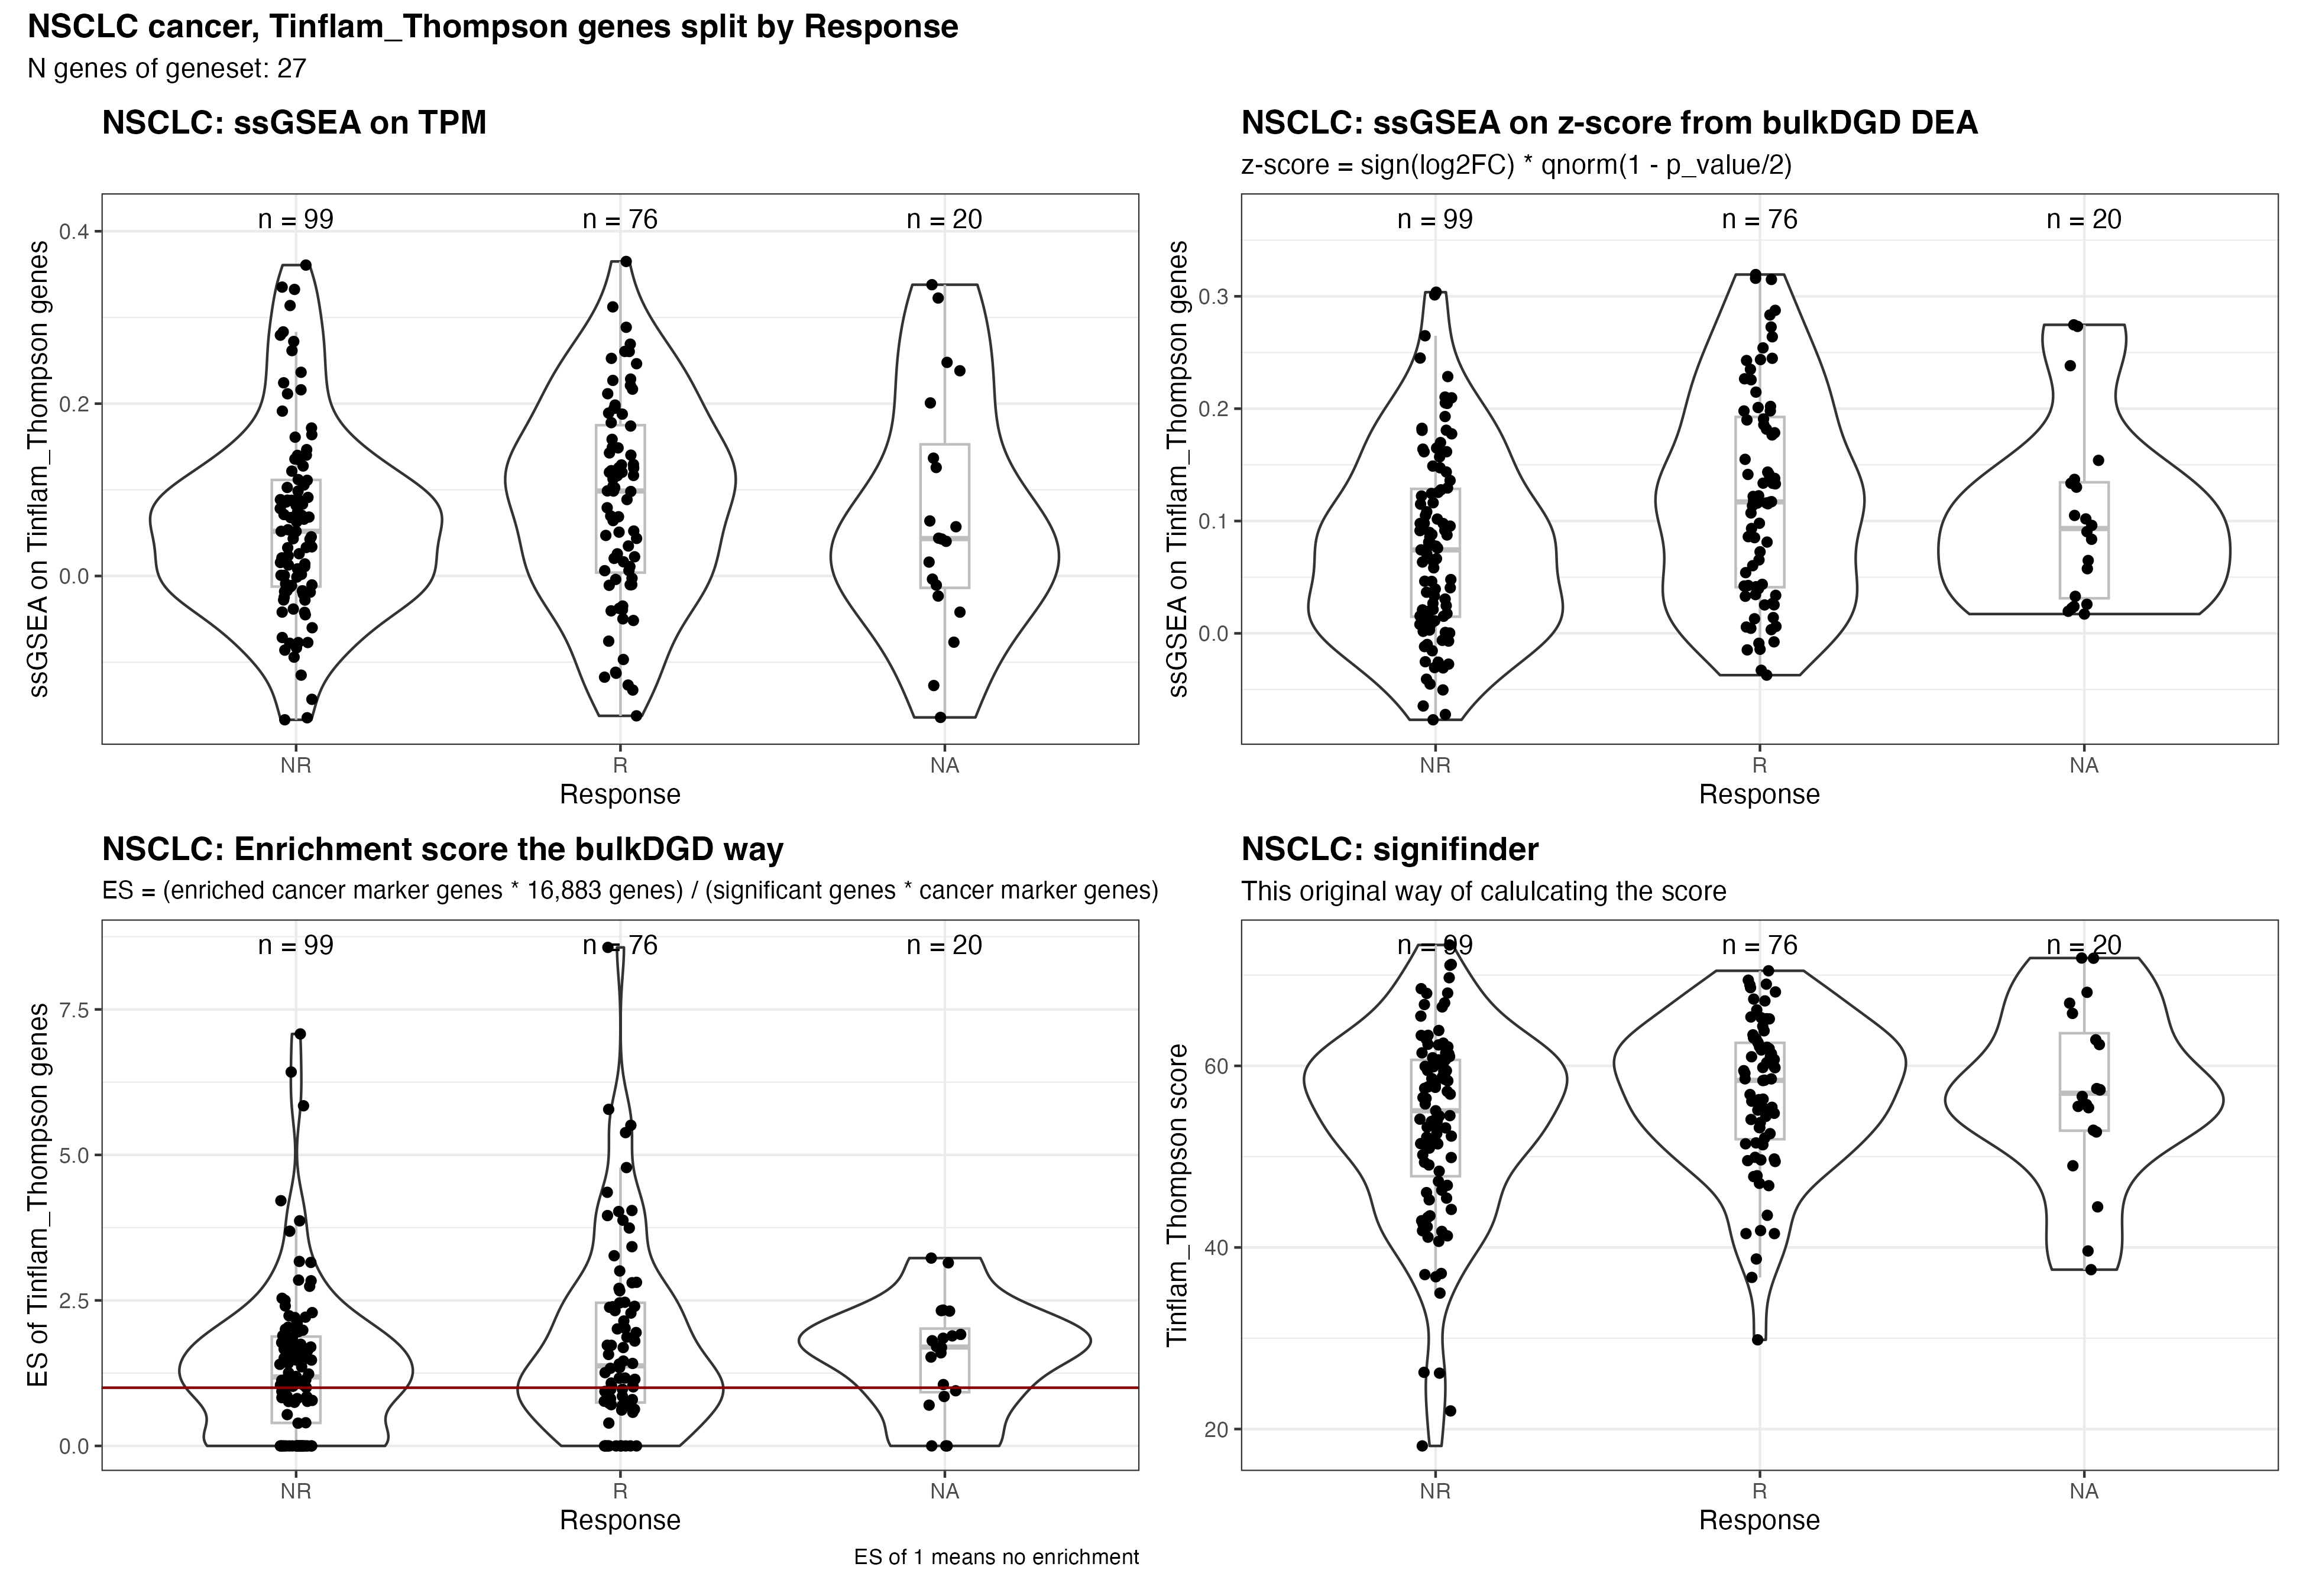 NSCLC cancer, Tinflam_Thompson genes split by Response
N genes of geneset: 27
NSCLC: ssGSEA on TPM
n = 99
n = 76
n = 20
ssGSEA on Tinflam_Thompson genes
0.4
0.2
0.0
NR
R
NA
Response
NSCLC: ssGSEA on z-score from bulkDGD DEA
z-score = sign(log2FC) * qnorm(1 - p_value/2)
n = 99
n = 76
n = 20
ssGSEA on Tinflam_Thompson genes
0.3
0.2
0.1
0.0
NR
R
NA
Response
NSCLC: Enrichment score the bulkDGD way
ES = (enriched cancer marker genes * 16,883 genes) / (significant genes * cancer marker genes)
n = 99
n = 76
n = 20
ES of Tinflam_Thompson genes
7.5
5.0
2.5
0.0
NR
R
NA
Response
ES of 1 means no enrichment
NSCLC: signifinder
This original way of calulcating the score
n = 99
n = 76
n = 20
Tinflam_Thompson score
60
40
20
NR
R
NA
Response